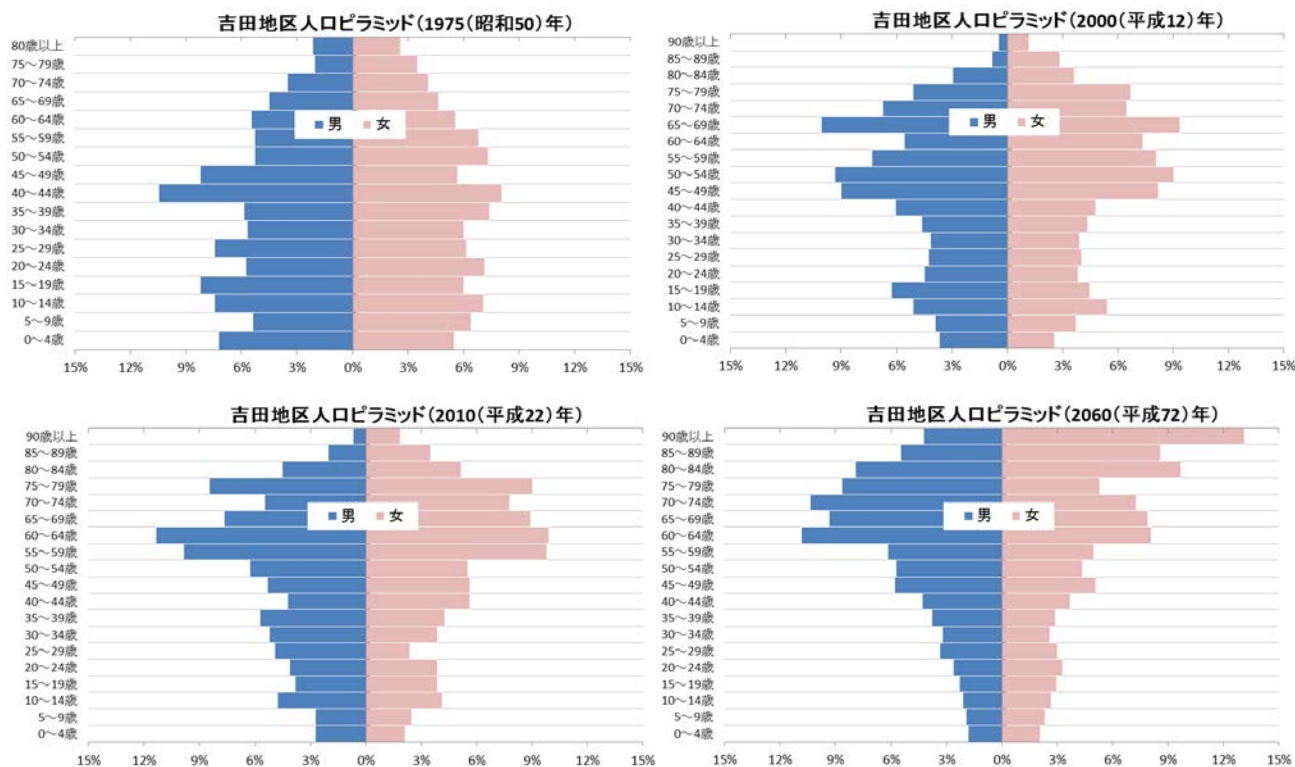 吉田地区人口ピラミッド(1975(昭和50)年)
80歳以上
75～79歳
70～74歳
65～69歳
60～64歳
55～59歳
50～54歳
45～49歳
40～44歳
35～39歳
30～34歳
25～29歳
20～24歳
15～19歳
10～14歳
5～9歳
0～4歳
男 女
15% 12% 9% 6% 3% 0% 3% 6% 9% 12% 15%
吉田地区人口ピラミッド(2000(平成12)年)
90歳以上
85～89歳
80～84歳
75～79歳
70～74歳
65～69歳
60～64歳
55～59歳
50～54歳
45～49歳
40～44歳
35～39歳
30～34歳
25～29歳
20～24歳
15～19歳
10～14歳
5～9歳
0～4歳
男 女
15% 12% 9% 6% 3% 0% 3% 6% 9% 12% 15%
吉田地区人口ピラミッド(2010(平成22)年)
90歳以上
85～89歳
80～84歳
75～79歳
70～74歳
65～69歳
60～64歳
55～59歳
50～54歳
45～49歳
40～44歳
35～39歳
30～34歳
25～29歳
20～24歳
15～19歳
10～14歳
5～9歳
0～4歳
男 女
15% 12% 9% 6% 3% 0% 3% 6% 9% 12% 15%
吉田地区人口ピラミッド(2060(平成72)年)
90歳以上
85～89歳
80～84歳
75～79歳
70～74歳
65～69歳
60～64歳
55～59歳
50～54歳
45～49歳
40～44歳
35～39歳
30～34歳
25～29歳
20～24歳
15～19歳
10～14歳
5～9歳
0～4歳
男 女
15% 12% 9% 6% 3% 0% 3% 6% 9% 12% 15%